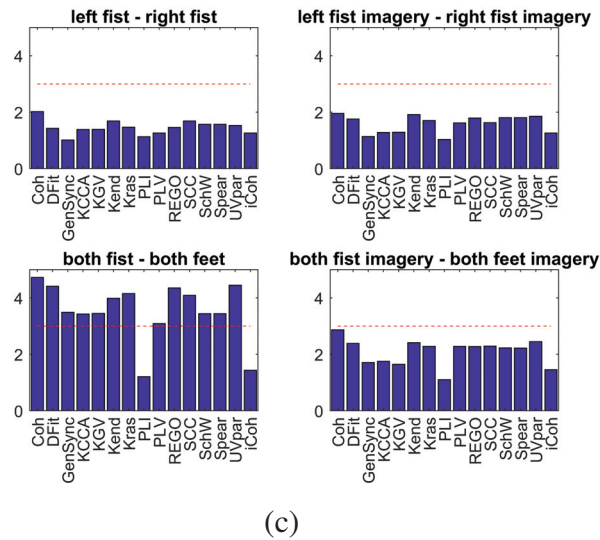 left fist - right fist
4
2
0
Coh DFit GenSync KCCA KGV Kend Kras PLI PLV REGO SCC SchW Spear UVpar iCoh
left fist imagery - right fist imagery
4
2
0
Coh DFit GenSync KCCA KGV Kend Kras PLI PLV REGO SCC SchW Spear UVpar iCoh
both fist - both feet
4
2
0
Coh DFit GenSync KCCA KGV Kend Kras PLI PLV REGO SCC SchW Spear UVpar iCoh
both fist imagery - both feet imagery
4
2
0
Coh DFit GenSync KCCA KGV Kend Kras PLI PLV REGO SCC SchW Spear UVpar iCoh
(c)